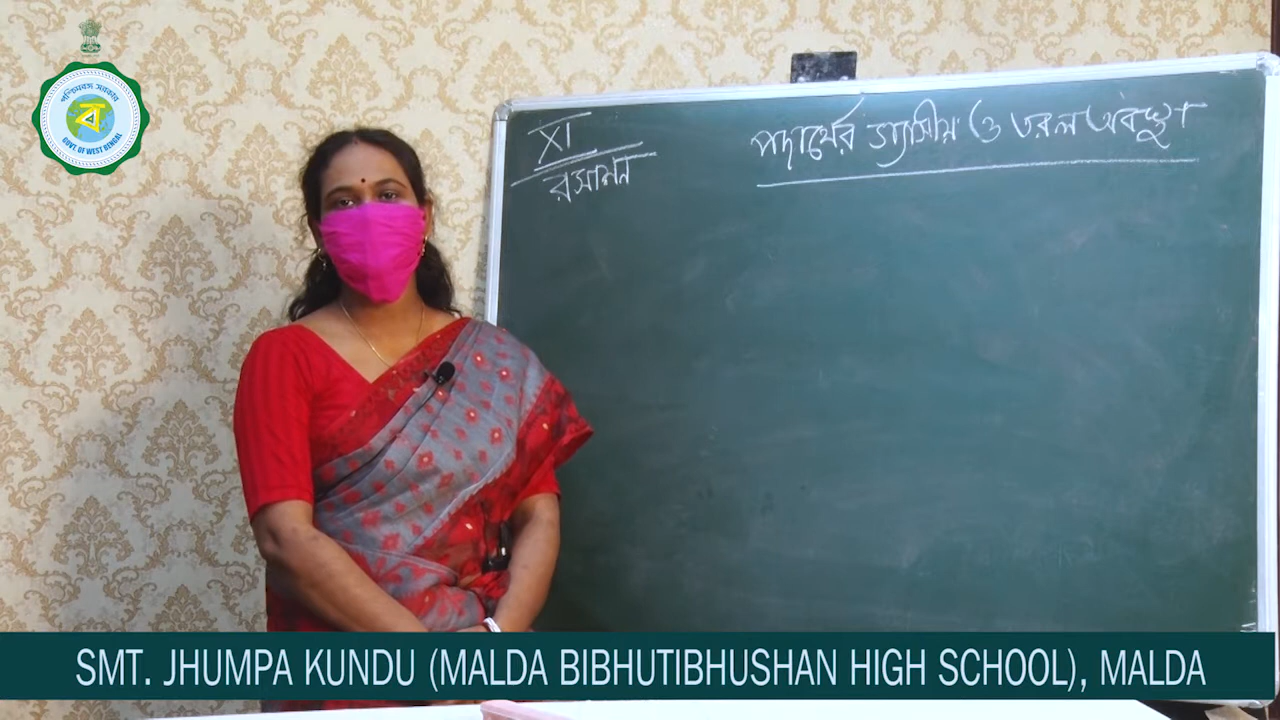 পশ্চিমবঙ্গ সরকার
ব
GOVT. OF WEST BENGAL
XI
রসায়ন
পদার্থের গ্যাসীয় ও তরল অবস্থা
SMT. JHUMPA KUNDU (MALDA BIBHUTIBHUSHAN HIGH SCHOOL), MALDA